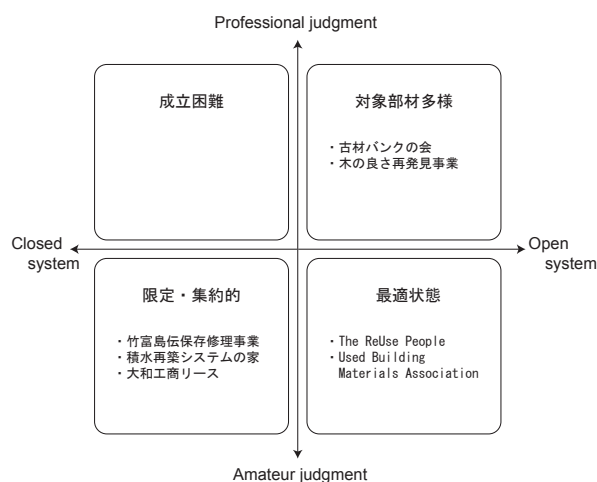 Professional judgment
成立困難
対象部材多様
・古材バンクの会
・木の良さ再発見事業
Closed
system
Open
system
限定・集約的
・竹富島伝保存修理事業
・積水再築システムの家
・大和工商リース
最適状態
・The ReUse People
・Used Building
Materials Association
Amateur judgment